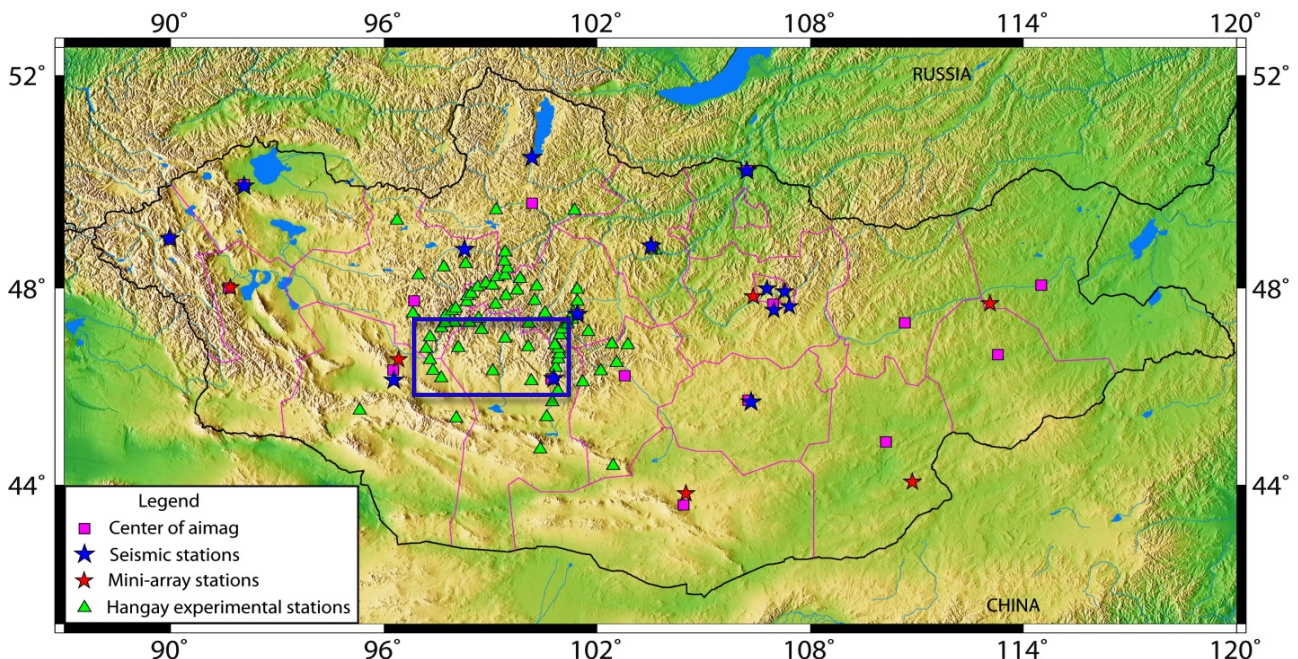 90° 96° 102° 108° 114° 120°
52° 52°
RUSSIA
48° 48°
44° 44°
Legend
Center of aimag
Seismic stations
Mini-array stations
Hangay experimental stations
CHINA
90° 96° 102° 108° 114° 120°